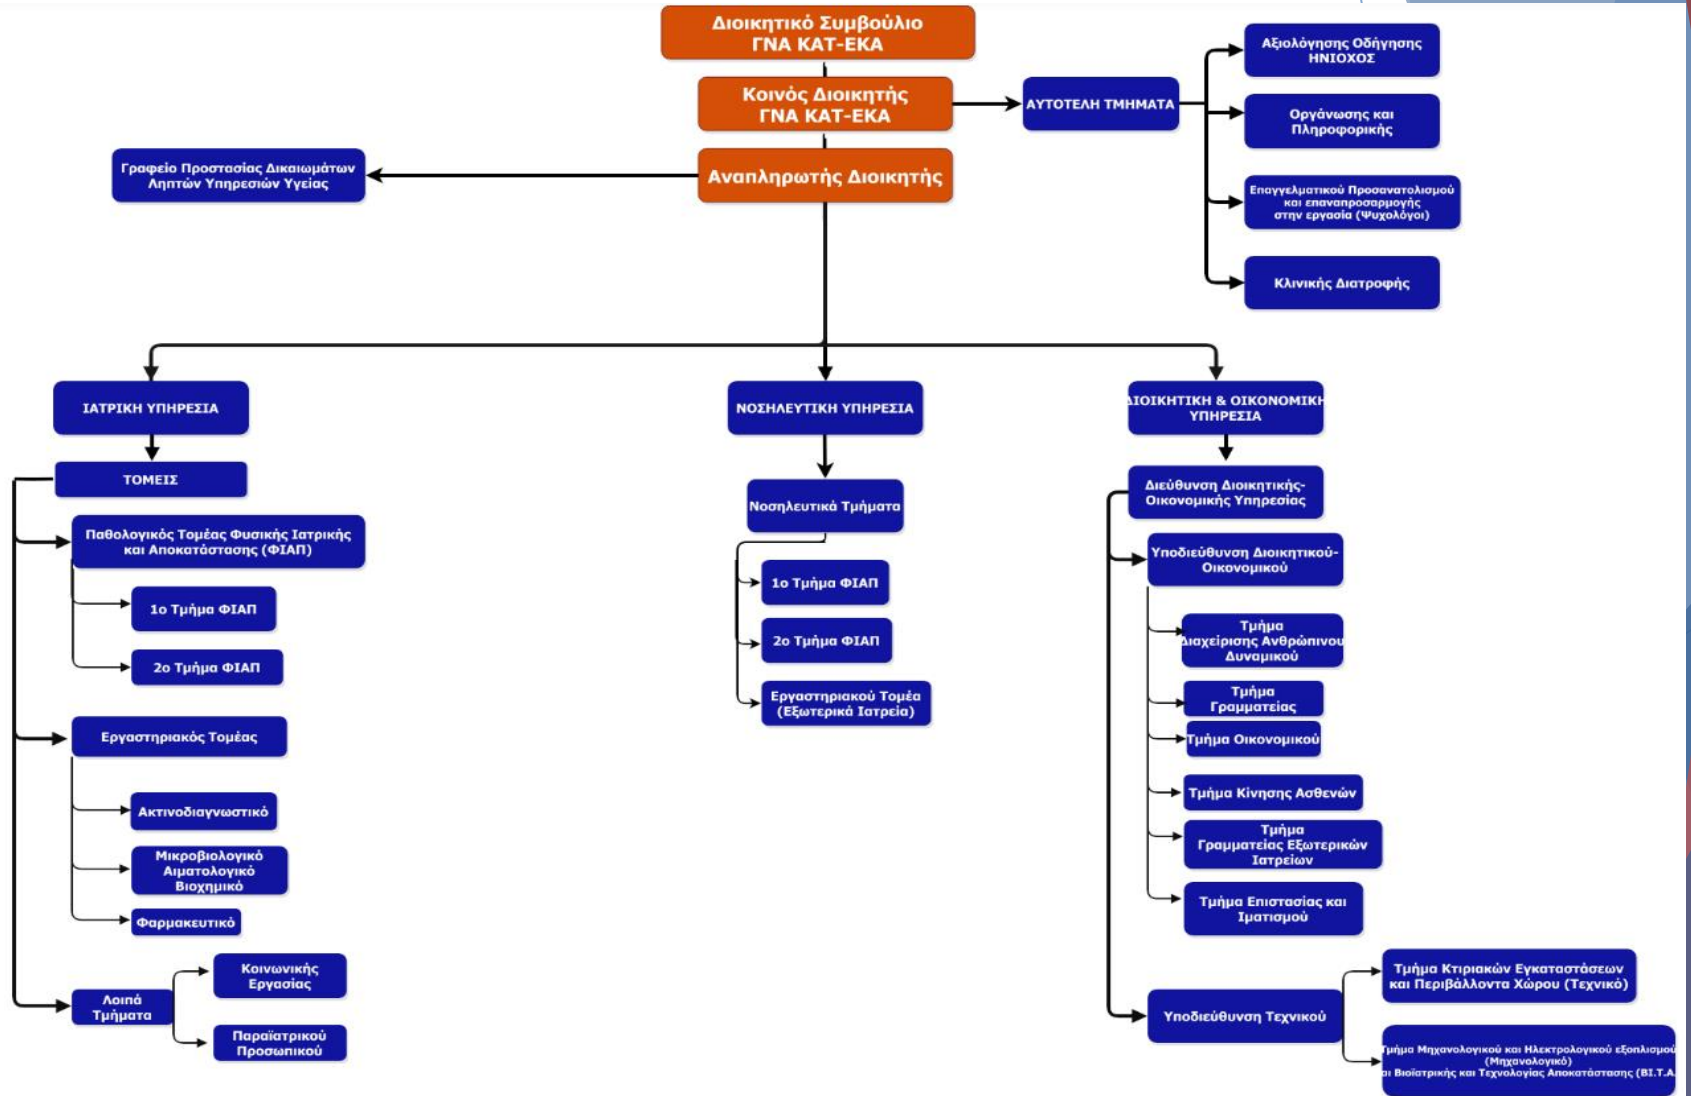 Διοικητικό Συμβούλιο
ΓΝΑ ΚΑΤ-ΕΚΑ
Κοινός Διοικητής
ΓΝΑ ΚΑΤ-ΕΚΑ
Αναπληρωτής Διοικητής
Γραφείο Προστασίας Δικαιωμάτων
Ληπτών Υπηρεσιών Υγείας
ΑΥΤΟΤΕΛΗ ΤΜΗΜΑΤΑ
Αξιολόγησης Οδήγησης
ΗΝΙΟΧΟΣ
Οργάνωσης και
Πληροφορικής
Επαγγελματικού Προσανατολισμού
και επαναπροσαρμογής
στην εργασία (Ψυχολόγοι)
Κλινικής Διατροφής
ΙΑΤΡΙΚΗ ΥΠΗΡΕΣΙΑ
ΤΟΜΕΙΣ
Παθολογικός Τομέας Φυσικής Ιατρικής
και Αποκατάστασης (ΦΙΑΠ)
1ο Τμήμα ΦΙΑΠ
2ο Τμήμα ΦΙΑΠ
Εργαστηριακός Τομέας
Ακτινοδιαγνωστικό
Μικροβιολογικό
Αιματολογικό
Βιοχημικό
Φαρμακευτικό
Λοιπά
Τμήματα
Κοινωνικής
Εργασίας
Παραϊατρικού
Προσωπικού
ΝΟΣΗΛΕΥΤΙΚΗ ΥΠΗΡΕΣΙΑ
Νοσηλευτικά Τμήματα
1ο Τμήμα ΦΙΑΠ
2ο Τμήμα ΦΙΑΠ
Εργαστηριακού Τομέα
(Εξωτερικά Ιατρεία)
ΔΙΟΙΚΗΤΙΚΗ & ΟΙΚΟΝΟΜΙΚΗ
ΥΠΗΡΕΣΙΑ
Διεύθυνση Διοικητικής-
Οικονομικής Υπηρεσίας
Υποδιεύθυνση Διοικητικού-
Οικονομικού
Τμήμα
Διαχείρισης Ανθρώπινου
Δυναμικού
Τμήμα
Γραμματείας
Τμήμα Οικονομικού
Τμήμα Κίνησης Ασθενών
Τμήμα
Γραμματείας Εξωτερικών
Ιατρείων
Τμήμα Επιστασίας και
Ιματισμού
Υποδιεύθυνση Τεχνικού
Τμήμα Κτιριακών Εγκαταστάσεων
και Περιβάλλοντα Χώρου (Τεχνικό)
Τμήμα Μηχανολογικού και Ηλεκτρολογικού εξοπλισμού
(Μηχανολογικό)
αι Βιοϊατρικής και Τεχνολογίας Αποκατάστασης (ΒΙ.Τ.Α.